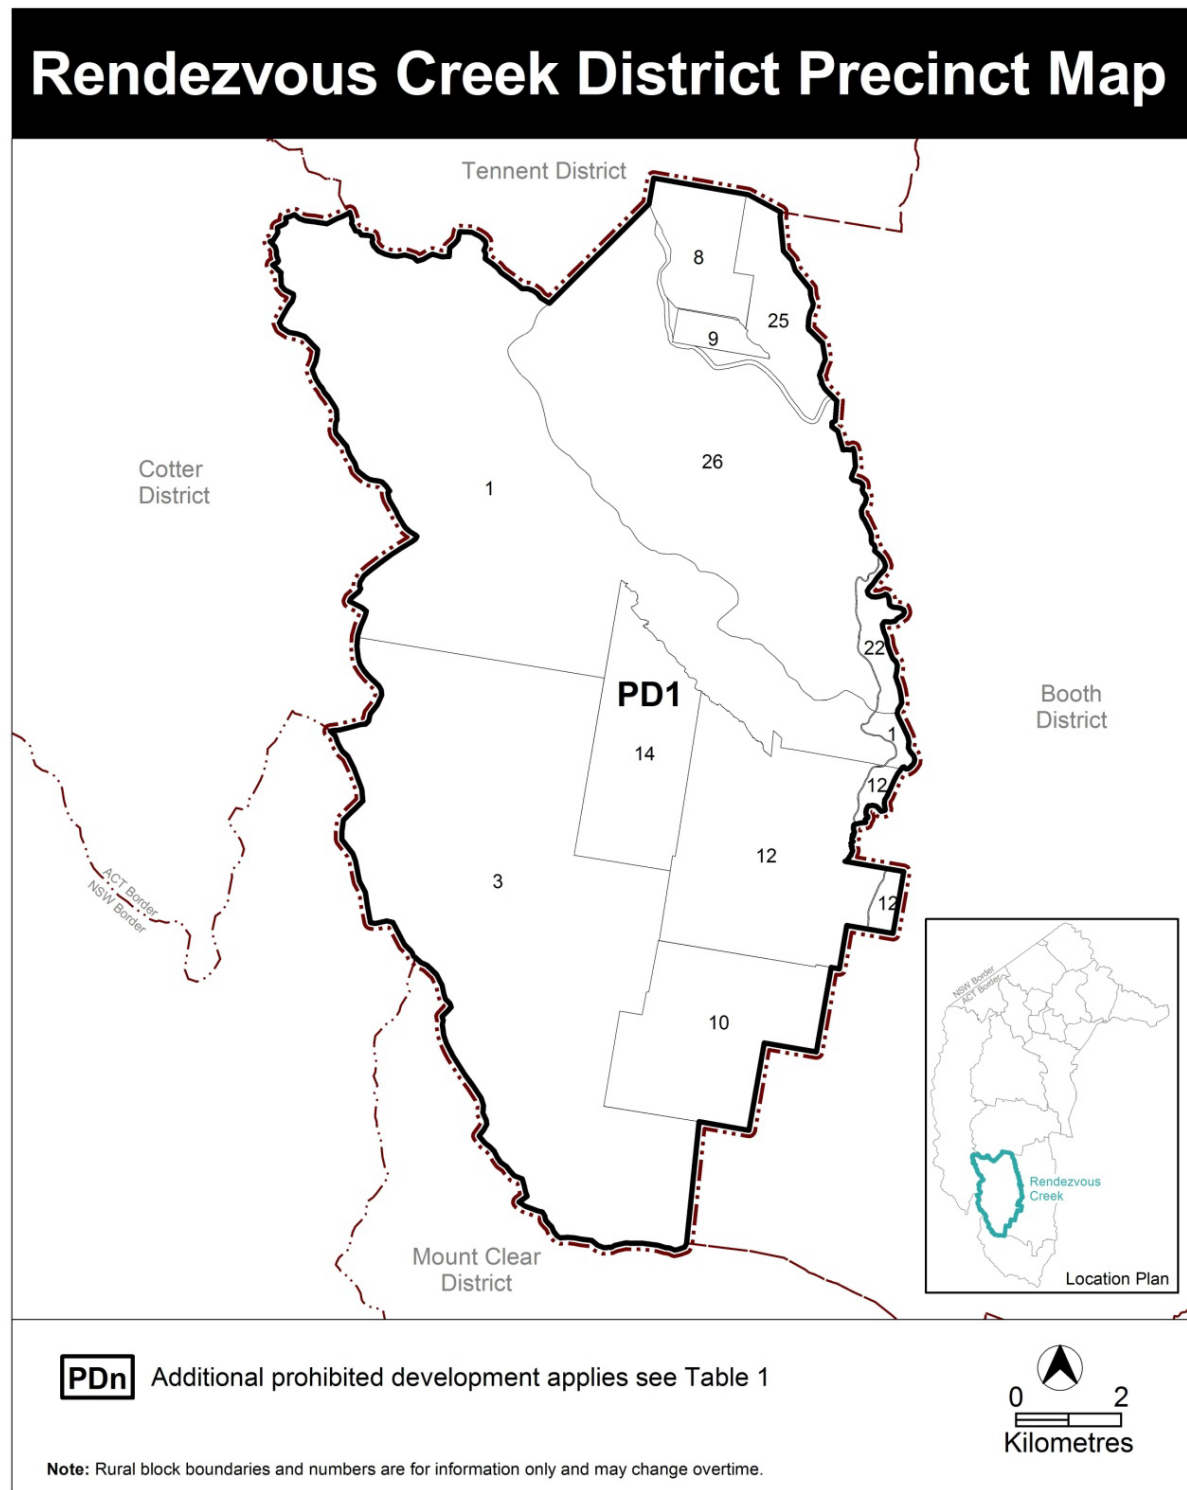 Rendezvous Creek District Precinct Map
Tennent District
8
25
9
Cotter
District
26
1
22
PD1
Booth
District
1
14
12
12
3
ACT Border
NSW Border
12
10
NSW Border
ACT Border
Rendezvous
Creek
Mount Clear
District
Location Plan
PDn Additional prohibited development applies see Table 1
0 2
Kilometres
Note: Rural block boundaries and numbers are for information only and may change overtime.